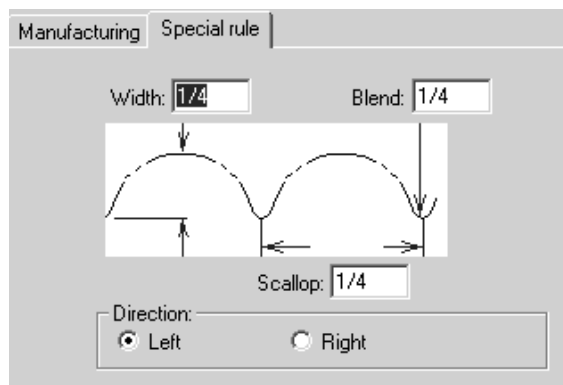 Manufacturing Special rule
Width: 1/4 Blend: 1/4
Scallop: 1/4
Direction:
Left Right